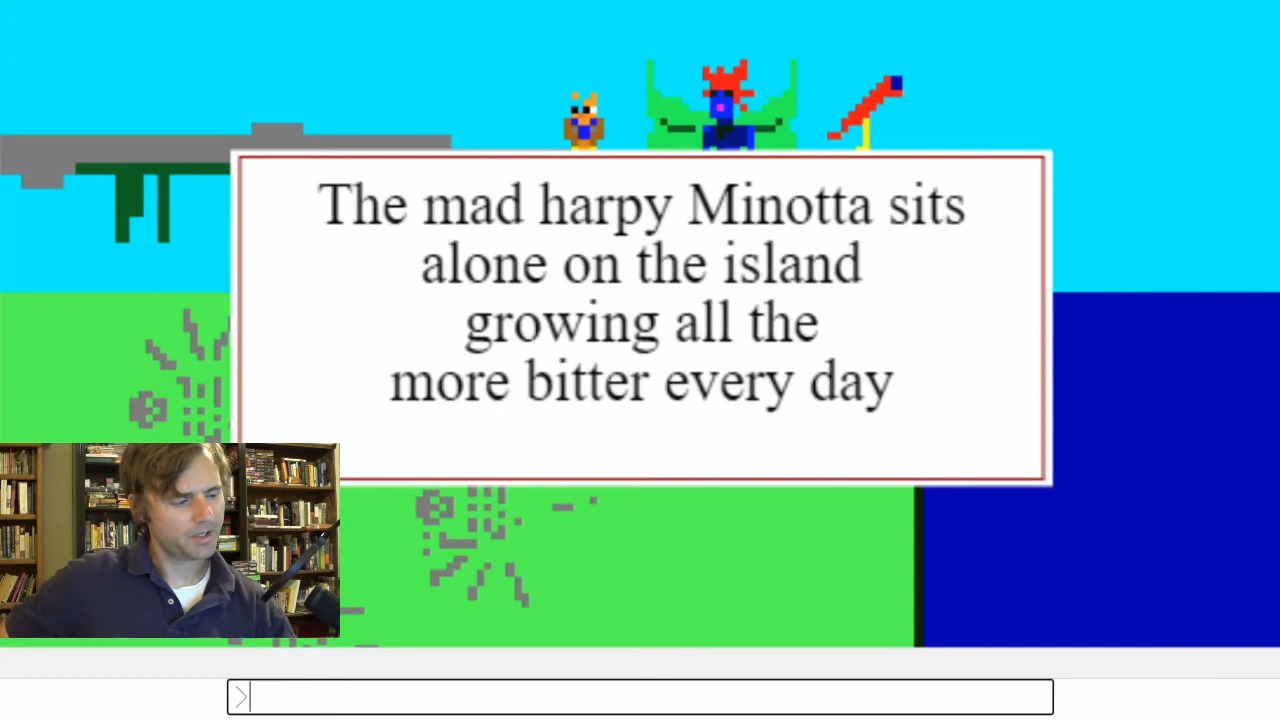 The mad harpy Minotta sits
alone on the island
growing all the
more bitter every day
>